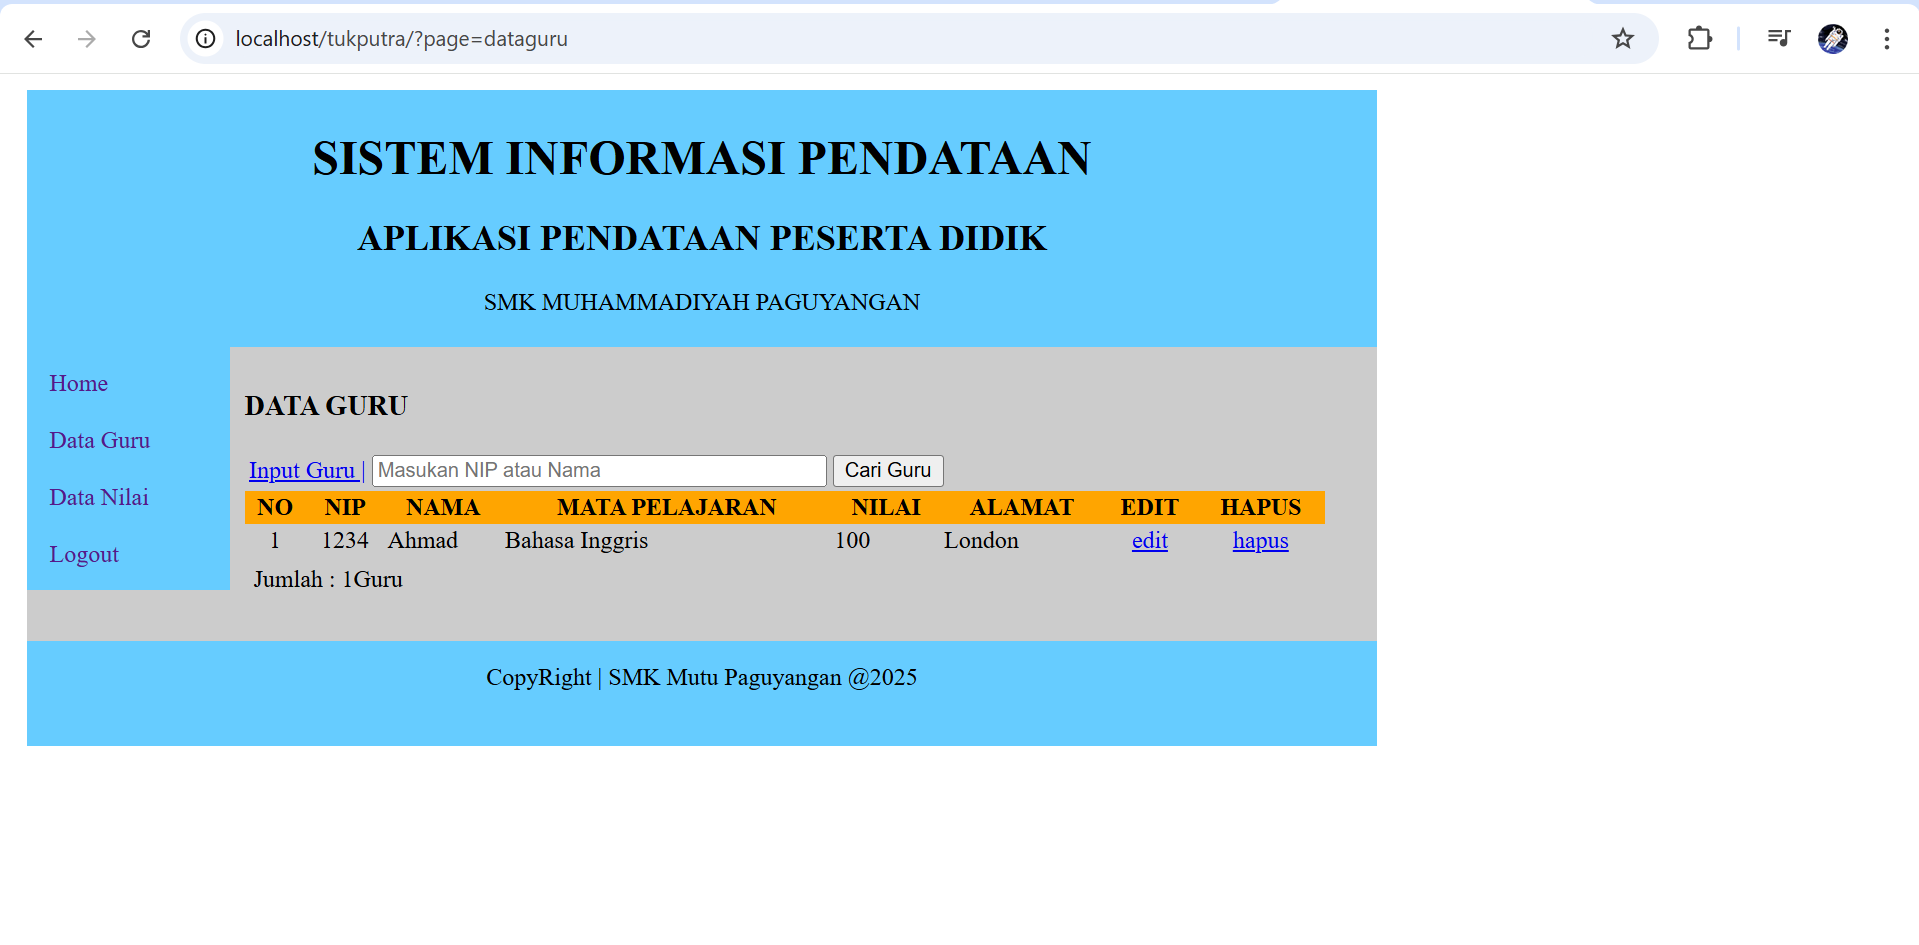 localhost/tukputra/?page=dataguru
SISTEM INFORMASI PENDATAAN
APLIKASI PENDATAAN PESERTA DIDIK
SMK MUHAMMADIYAH PAGUYANGAN
Home
Data Guru
Data Nilai
Logout
DATA GURU
Input Guru | Masukan NIP atau Nama Cari Guru
NO NIP NAMA MATA PELAJARAN NILAI ALAMAT EDIT HAPUS
1 1234 Ahmad Bahasa Inggris 100 London edit hapus
Jumlah : 1Guru
CopyRight | SMK Mutu Paguyangan @2025